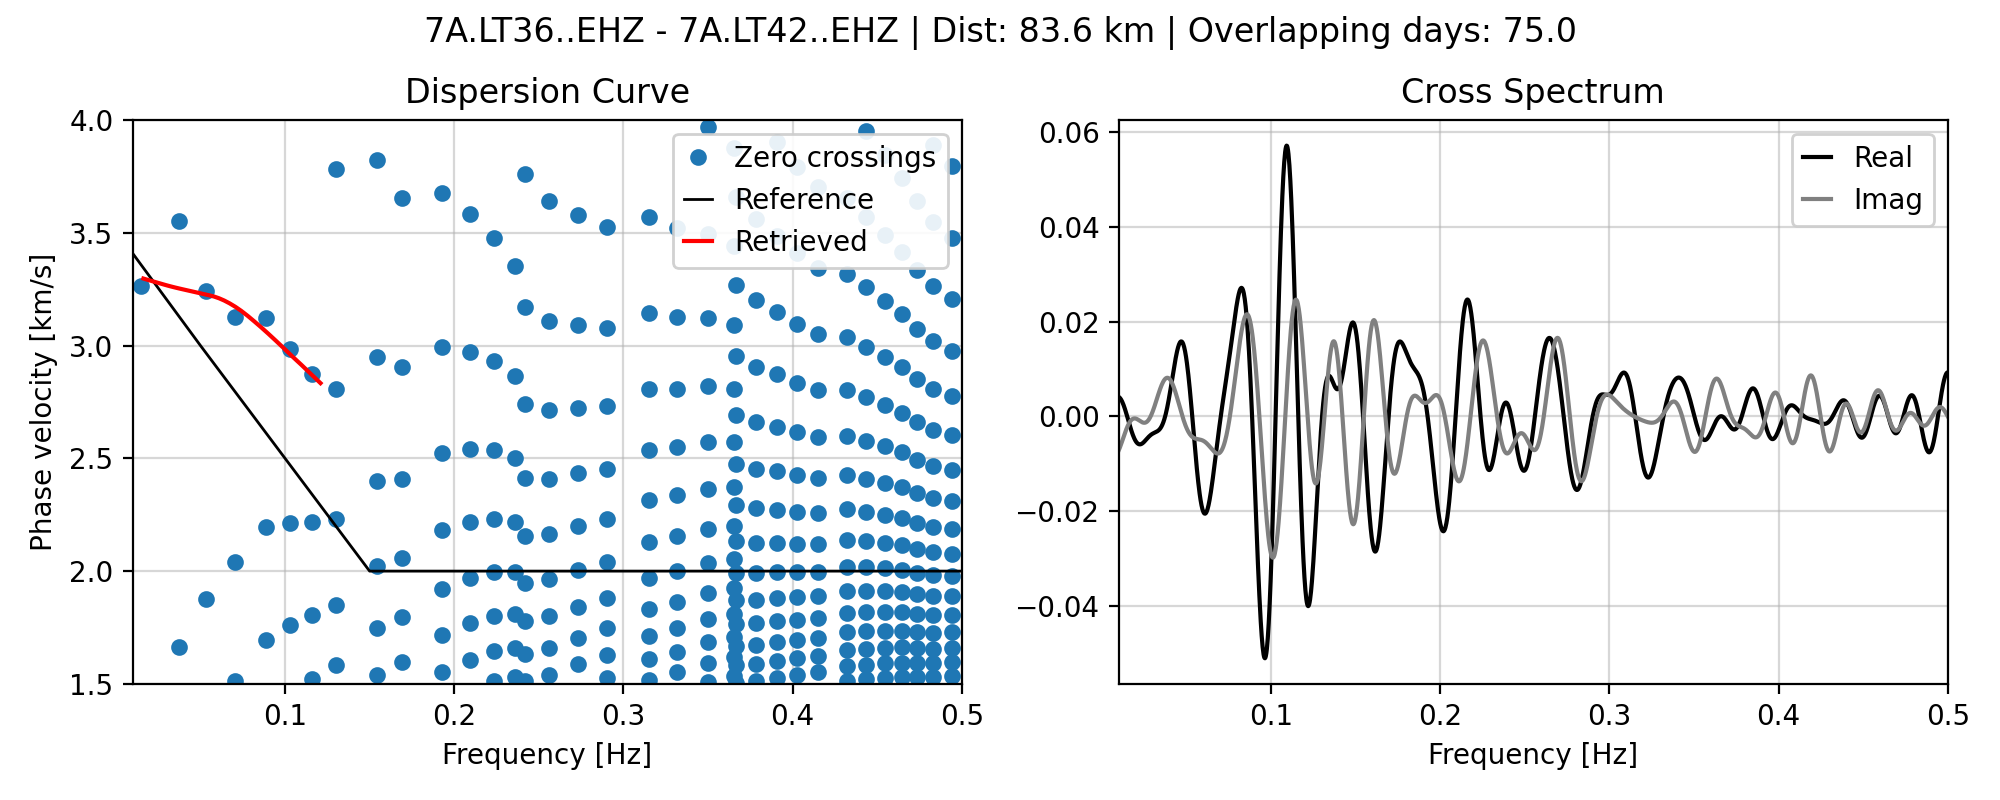 7A.LT36..EHZ - 7A.LT42..EHZ | Dist: 83.6 km | Overlapping days: 75.0
Dispersion Curve
4.0
3.5
3.0
2.5
2.0
1.5
0.1
0.2
0.3
0.4
0.5
Phase velocity [km/s]
Frequency [Hz]
Zero crossings
Reference
Retrieved
Cross Spectrum
0.06
0.04
0.02
0.00
−0.02
−0.04
0.1
0.2
0.3
0.4
0.5
Frequency [Hz]
Real
Imag